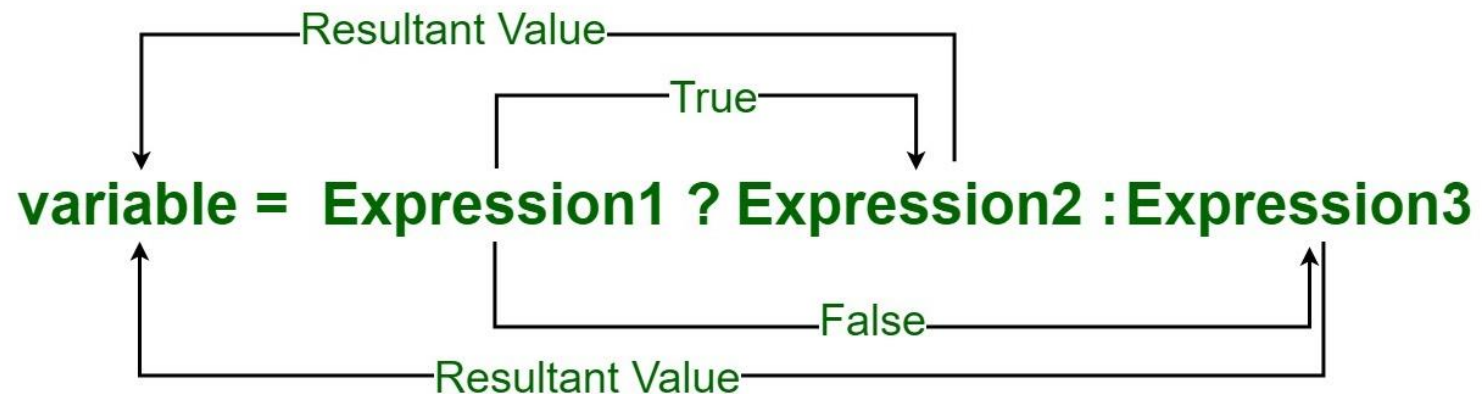 Resultant Value
True
variable = Expression1 ? Expression2 : Expression3
False
Resultant Value